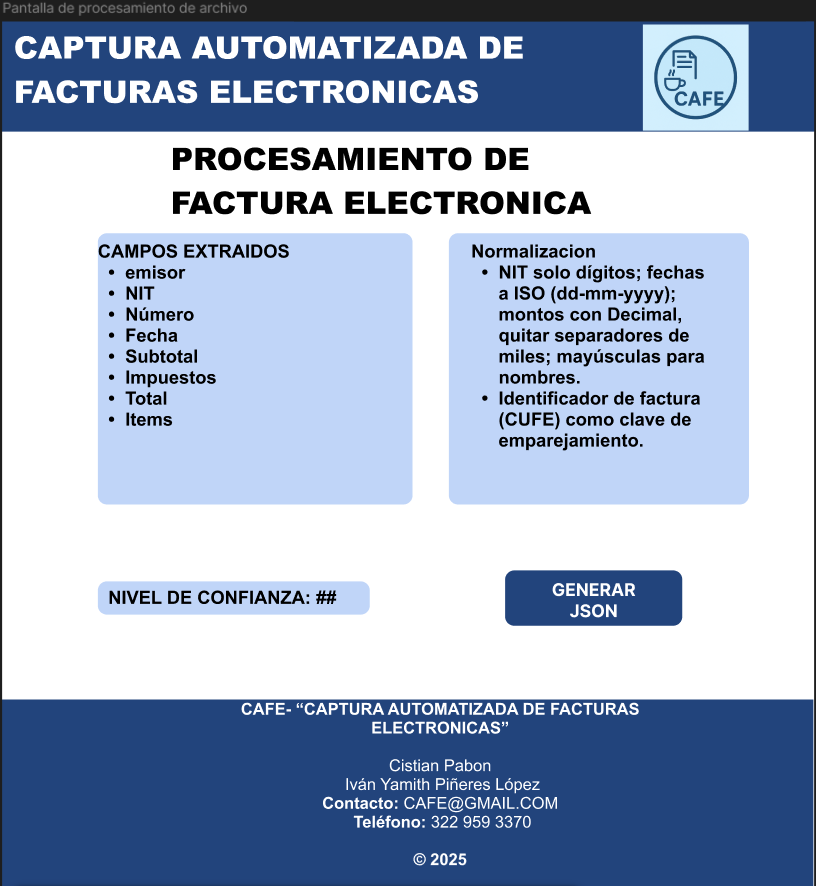 Pantalla de procesamiento de archivo
CAPTURA AUTOMATIZADA DE
FACTURAS ELECTRONICAS
CAFE
PROCESAMIENTO DE
FACTURA ELECTRONICA
CAMPOS EXTRAIDOS
• emisor
• NIT
• Número
• Fecha
• Subtotal
• Impuestos
• Total
• Items
Normalizacion
• NIT solo dígitos; fechas
a ISO (dd-mm-yyyy);
montos con Decimal,
quitar separadores de
miles; mayúsculas para
nombres.
• Identificador de factura
(CUFE) como clave de
emparejamiento.
NIVEL DE CONFIANZA: ##
GENERAR
JSON
CAFE- “CAPTURA AUTOMATIZADA DE FACTURAS
ELECTRONICAS”
Cistian Pabon
Iván Yamith Piñeres López
Contacto: CAFE@GMAIL.COM
Teléfono: 322 959 3370
© 2025